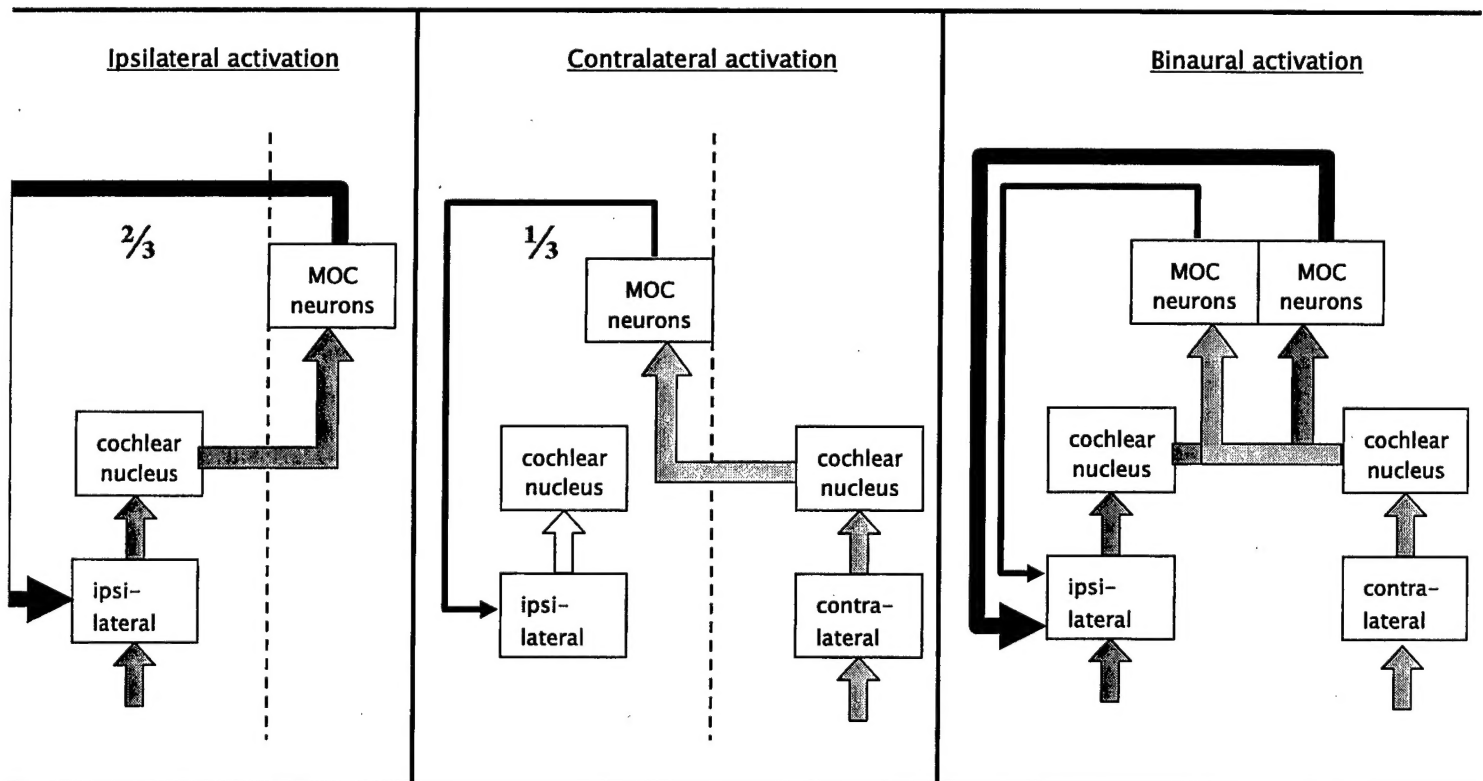 Ipsilateral activation
2/3
MOC
neurons
cochlear
nucleus
ipsi-
lateral
Contralateral activation
1/3
MOC
neurons
cochlear
nucleus
cochlear
nucleus
ipsi-
lateral
contra-
lateral
Binaural activation
MOC
neurons
MOC
neurons
cochlear
nucleus
cochlear
nucleus
ipsi-
lateral
contra-
lateral